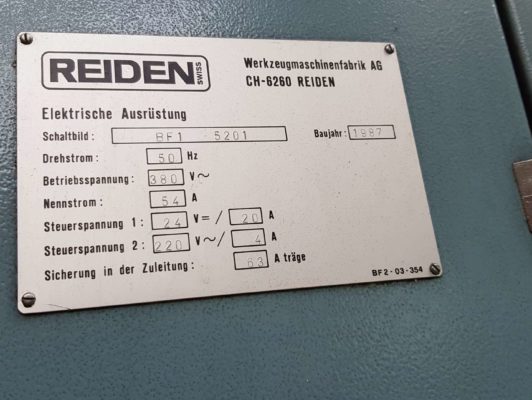 REIDEN SWISS
Werkzeugmaschinenfabrik AG
CH-6260 REIDEN
Elektrische Ausrüstung
Schaltbild: BF1 5201 Baujahr: 1987
Drehstrom: 50 Hz
Betriebsspannung: 380 V~
Nennstrom: 54 A
Steuerspannung 1: 24 V=/ 20 A
Steuerspannung 2: 220 V~/ 4 A
Sicherung in der Zuleitung: 63 A träge
BF2-03-354